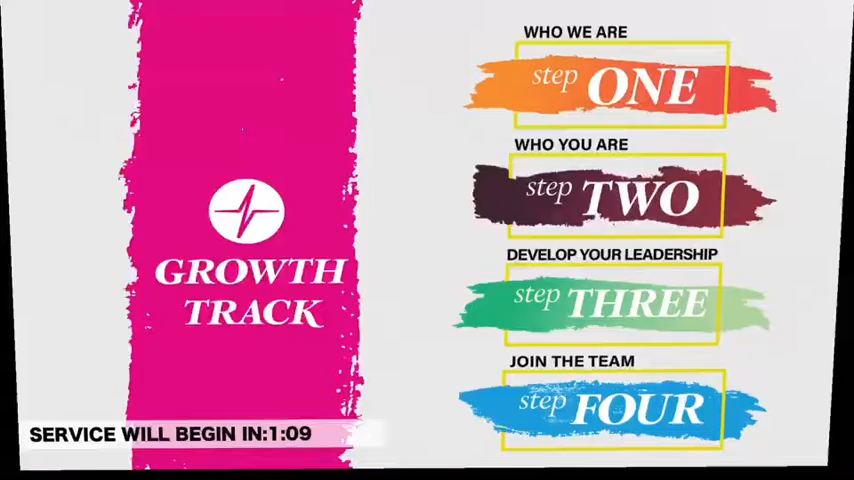 GROWTH
TRACK
SERVICE WILL BEGIN IN:1:09
WHO WE ARE
step ONE
WHO YOU ARE
step TWO
DEVELOP YOUR LEADERSHIP
step THREE
JOIN THE TEAM
step FOUR